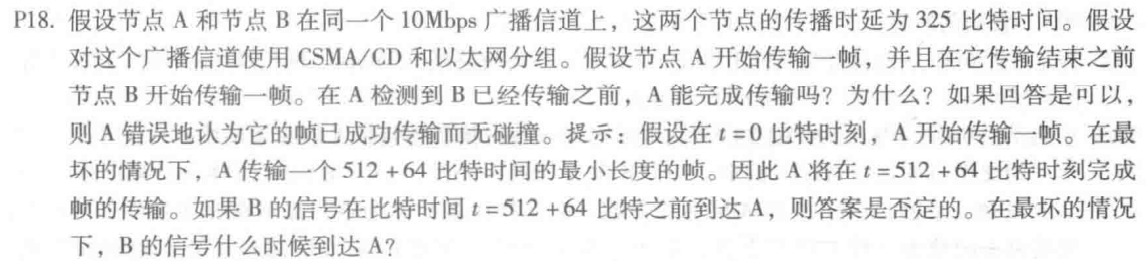 P18. 假设节点 A 和节点 B 在同一个 10Mbps 广播信道上，这两个节点的传播时延为 325 比特时间。假设
对这个广播信道使用 CSMA/CD 和以太网分组。假设节点 A 开始传输一帧，并且在它传输结束之前
节点 B 开始传输一帧。在 A 检测到 B 已经传输之前，A 能完成传输吗？为什么？如果回答是可以，
则 A 错误地认为它的帧已成功传输而无碰撞。提示：假设在 t=0 比特时刻，A 开始传输一帧。在最
坏的情况下，A 传输一个 512+64 比特时间的最小长度的帧。因此 A 将在 t=512+64 比特时刻完成
帧的传输。如果 B 的信号在比特时间 t=512+64 比特之前到达 A，则答案是否定的。在最坏的情况
下，B 的信号什么时候到达 A?